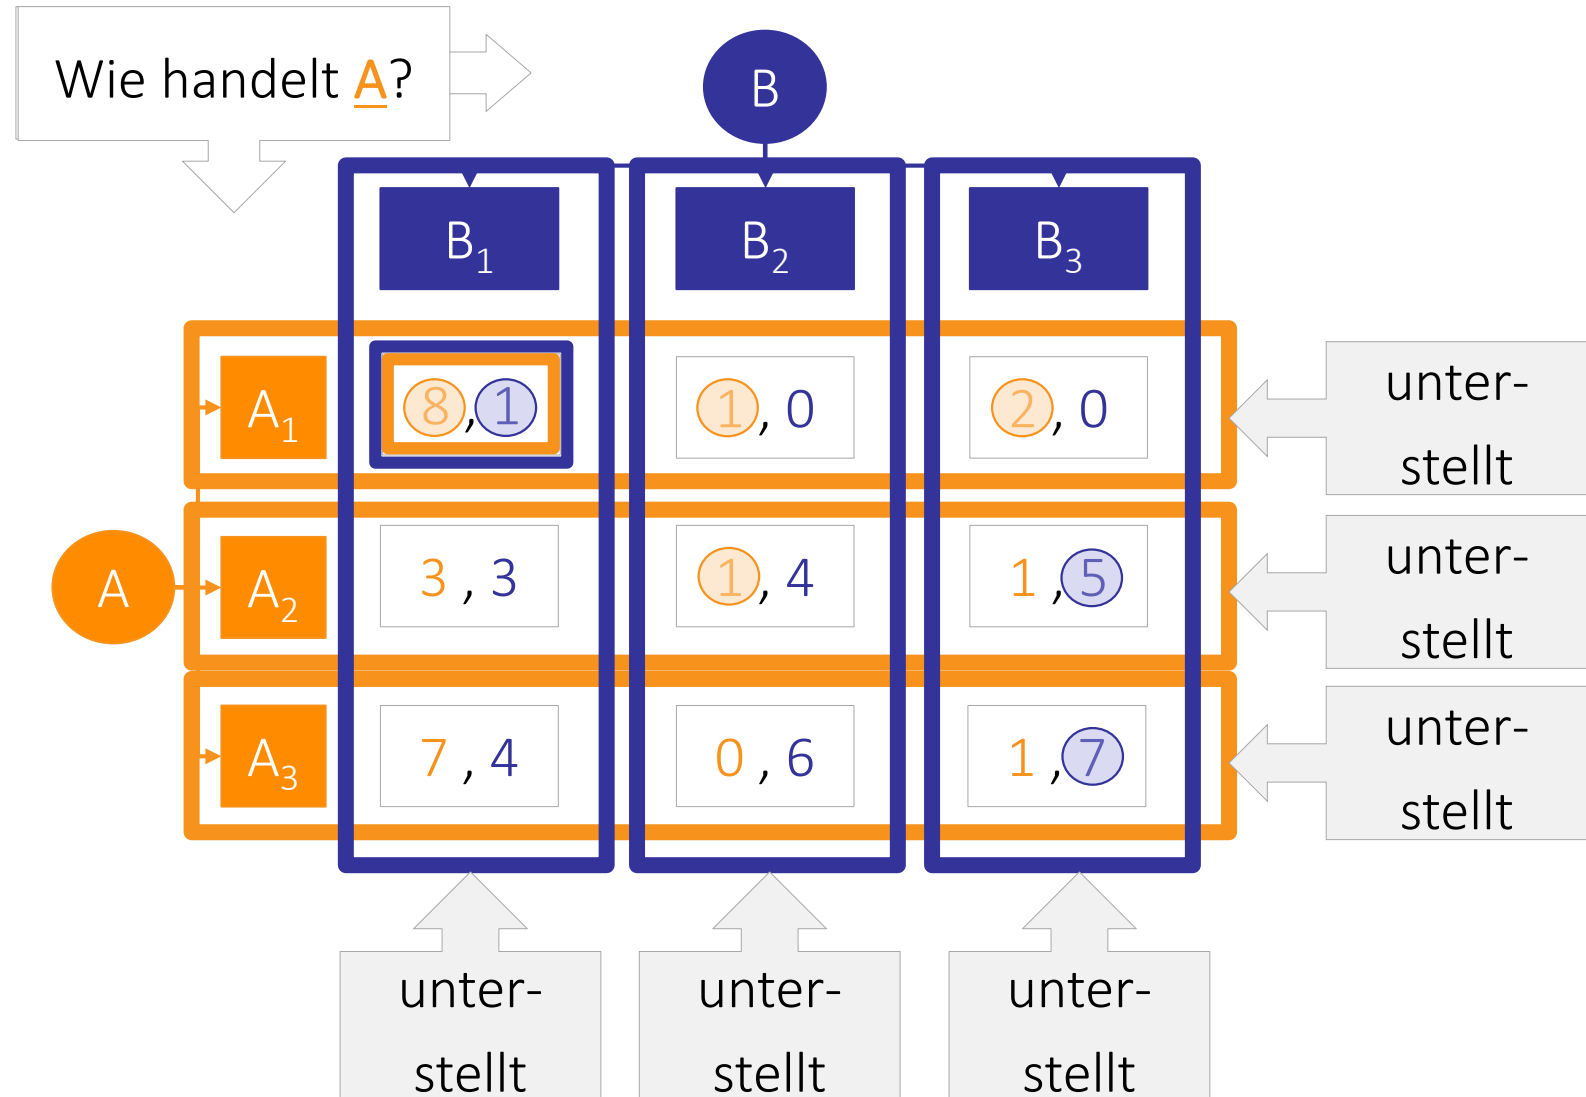 Wie handelt A?
B
B1 B2 B3
A1 8 , 1 1 , 0 2 , 0
unter-
stellt
A
A2 3 , 3 1 , 4 1 , 5
unter-
stellt
A3 7 , 4 0 , 6 1 , 7
unter-
stellt
unter- unter- unter-
stellt stellt stellt